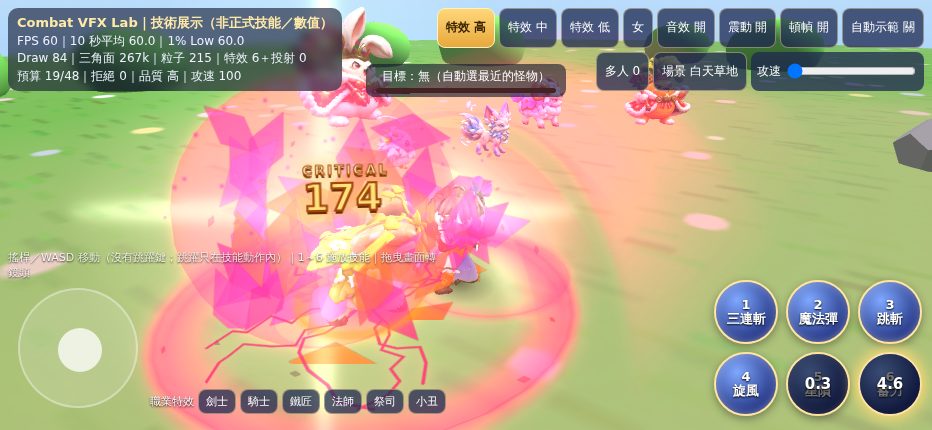 Combat VFX Lab｜技術展示（非正式技能／數值）
FPS 60｜10 秒平均 60.0｜1% Low 60.0
Draw 84｜三角面 267k｜粒子 215｜特效 6＋投射 0
預算 19/48｜拒絕 0｜品質 高｜攻速 100
特效 高
特效 中
特效 低
女
音效 開
震動 開
頓幀 開
自動示範 關
目標：無（自動選最近的怪物）
多人 0
場景 白天草地
攻速
CRITICAL
174
搖桿／WASD 移動（沒有跳躍鍵；跳躍只在技能動作內）｜1～6 施放技能｜拖曳畫面轉
鏡頭
1
三連斬
2
魔法彈
3
跳斬
4
旋風
0.3
4.6
職業特效
劍士
騎士
鐵匠
法師
祭司
小丑